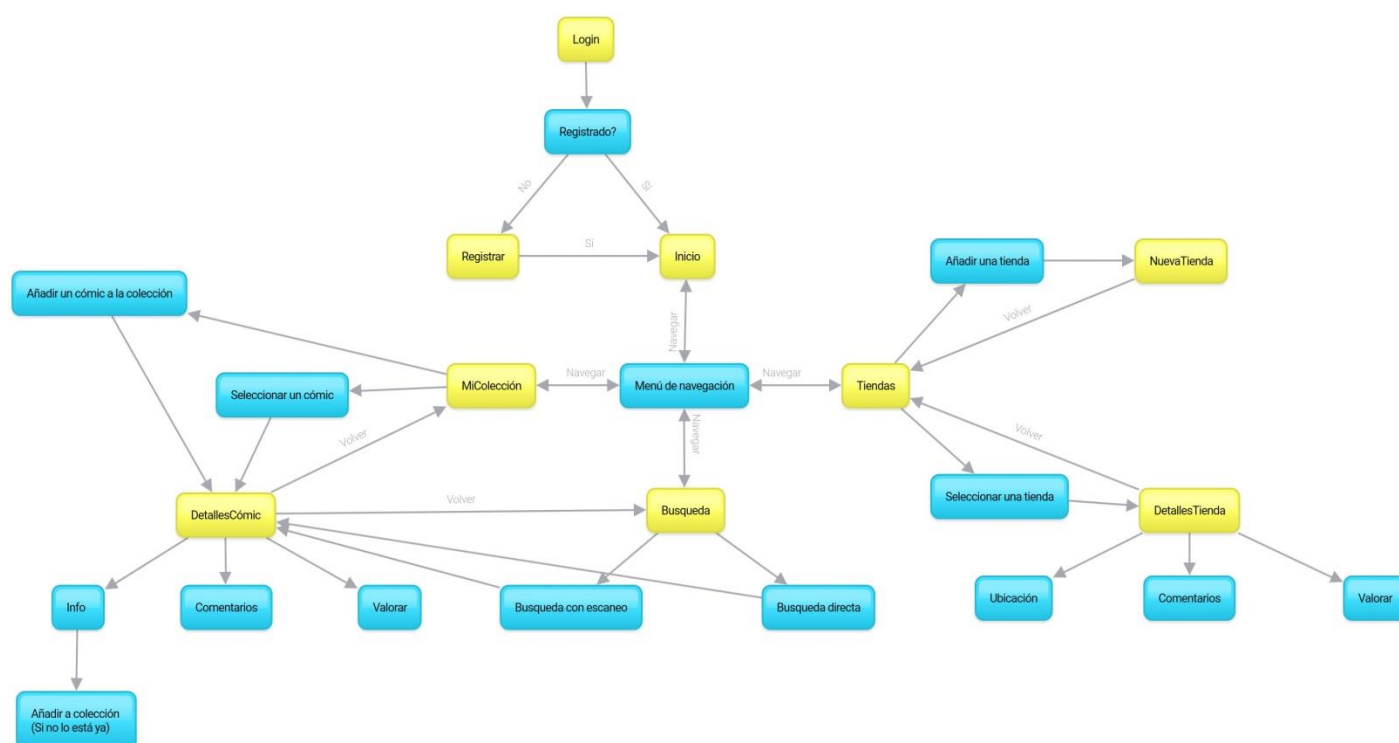 Login
Registrado?
No
Si
Registrar
Si
Inicio
Añadir una tienda
NuevaTienda
Añadir un cómic a la colección
Navegar
Volver
MiColección
Navegar
Menú de navegación
Navegar
Tiendas
Seleccionar un cómic
Volver
Navegar
Volver
DetallesCómic
Volver
Busqueda
Seleccionar una tienda
DetallesTienda
Info
Comentarios
Valorar
Busqueda con escaneo
Busqueda directa
Ubicación
Comentarios
Valorar
Añadir a colección
(Si no lo está ya)